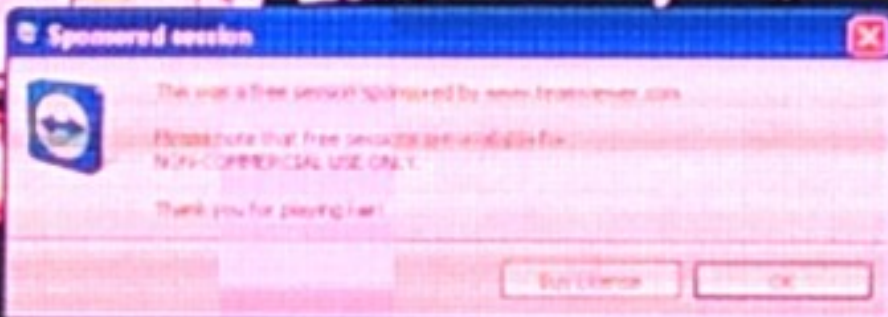 Sponsored session
This was a free session sponsored by www.teamviewer.com
Please note that free sessions are available for
NON-COMMERCIAL USE ONLY.
Thank you for playing fair!
Buy License
OK